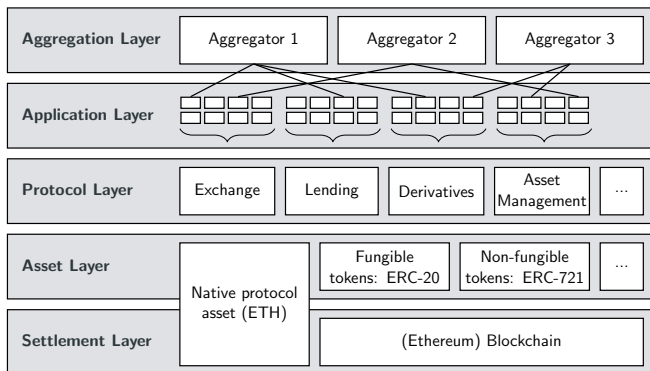 Aggregation Layer
Aggregator 1
Aggregator 2
Aggregator 3
Application Layer
Protocol Layer
Exchange
Lending
Derivatives
Asset
Management
...
Asset Layer
Native protocol
asset (ETH)
Fungible
tokens: ERC-20
Non-fungible
tokens: ERC-721
...
Settlement Layer
(Ethereum) Blockchain